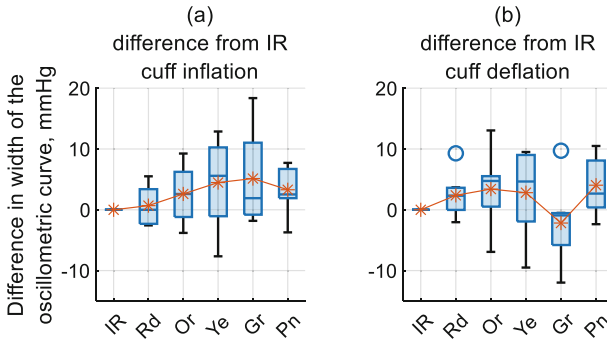 (a)
difference from IR
cuff inflation
(b)
difference from IR
cuff deflation
Difference in width of the
oscillometric curve, mmHg
20
10
0
-10
IR
Rd
Or
Ye
Gr
Pn
20
10
0
-10
IR
Rd
Or
Ye
Gr
Pn